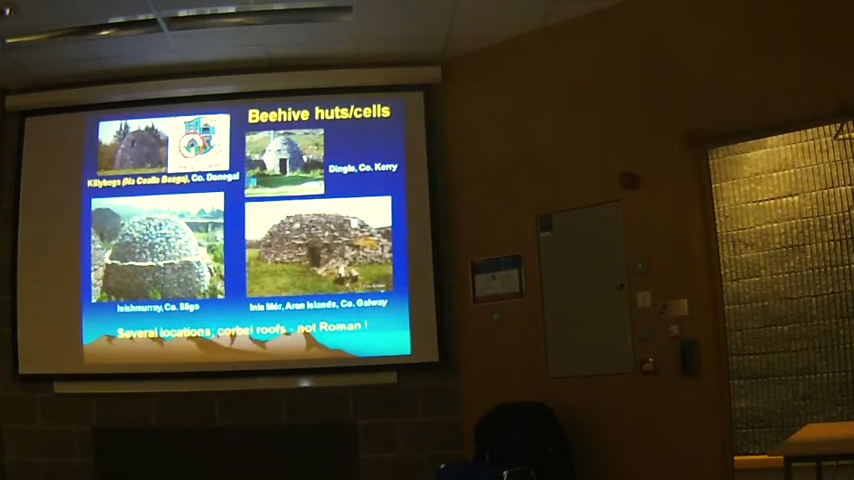 Beehive huts/cells
Killybegs (Na Cealla Beaga), Co. Donegal
Dingle, Co. Kerry
Inishmurray, Co. Sligo
Inis Mór, Aran Islands, Co. Galway
Several locations; corbel roofs - not Roman !